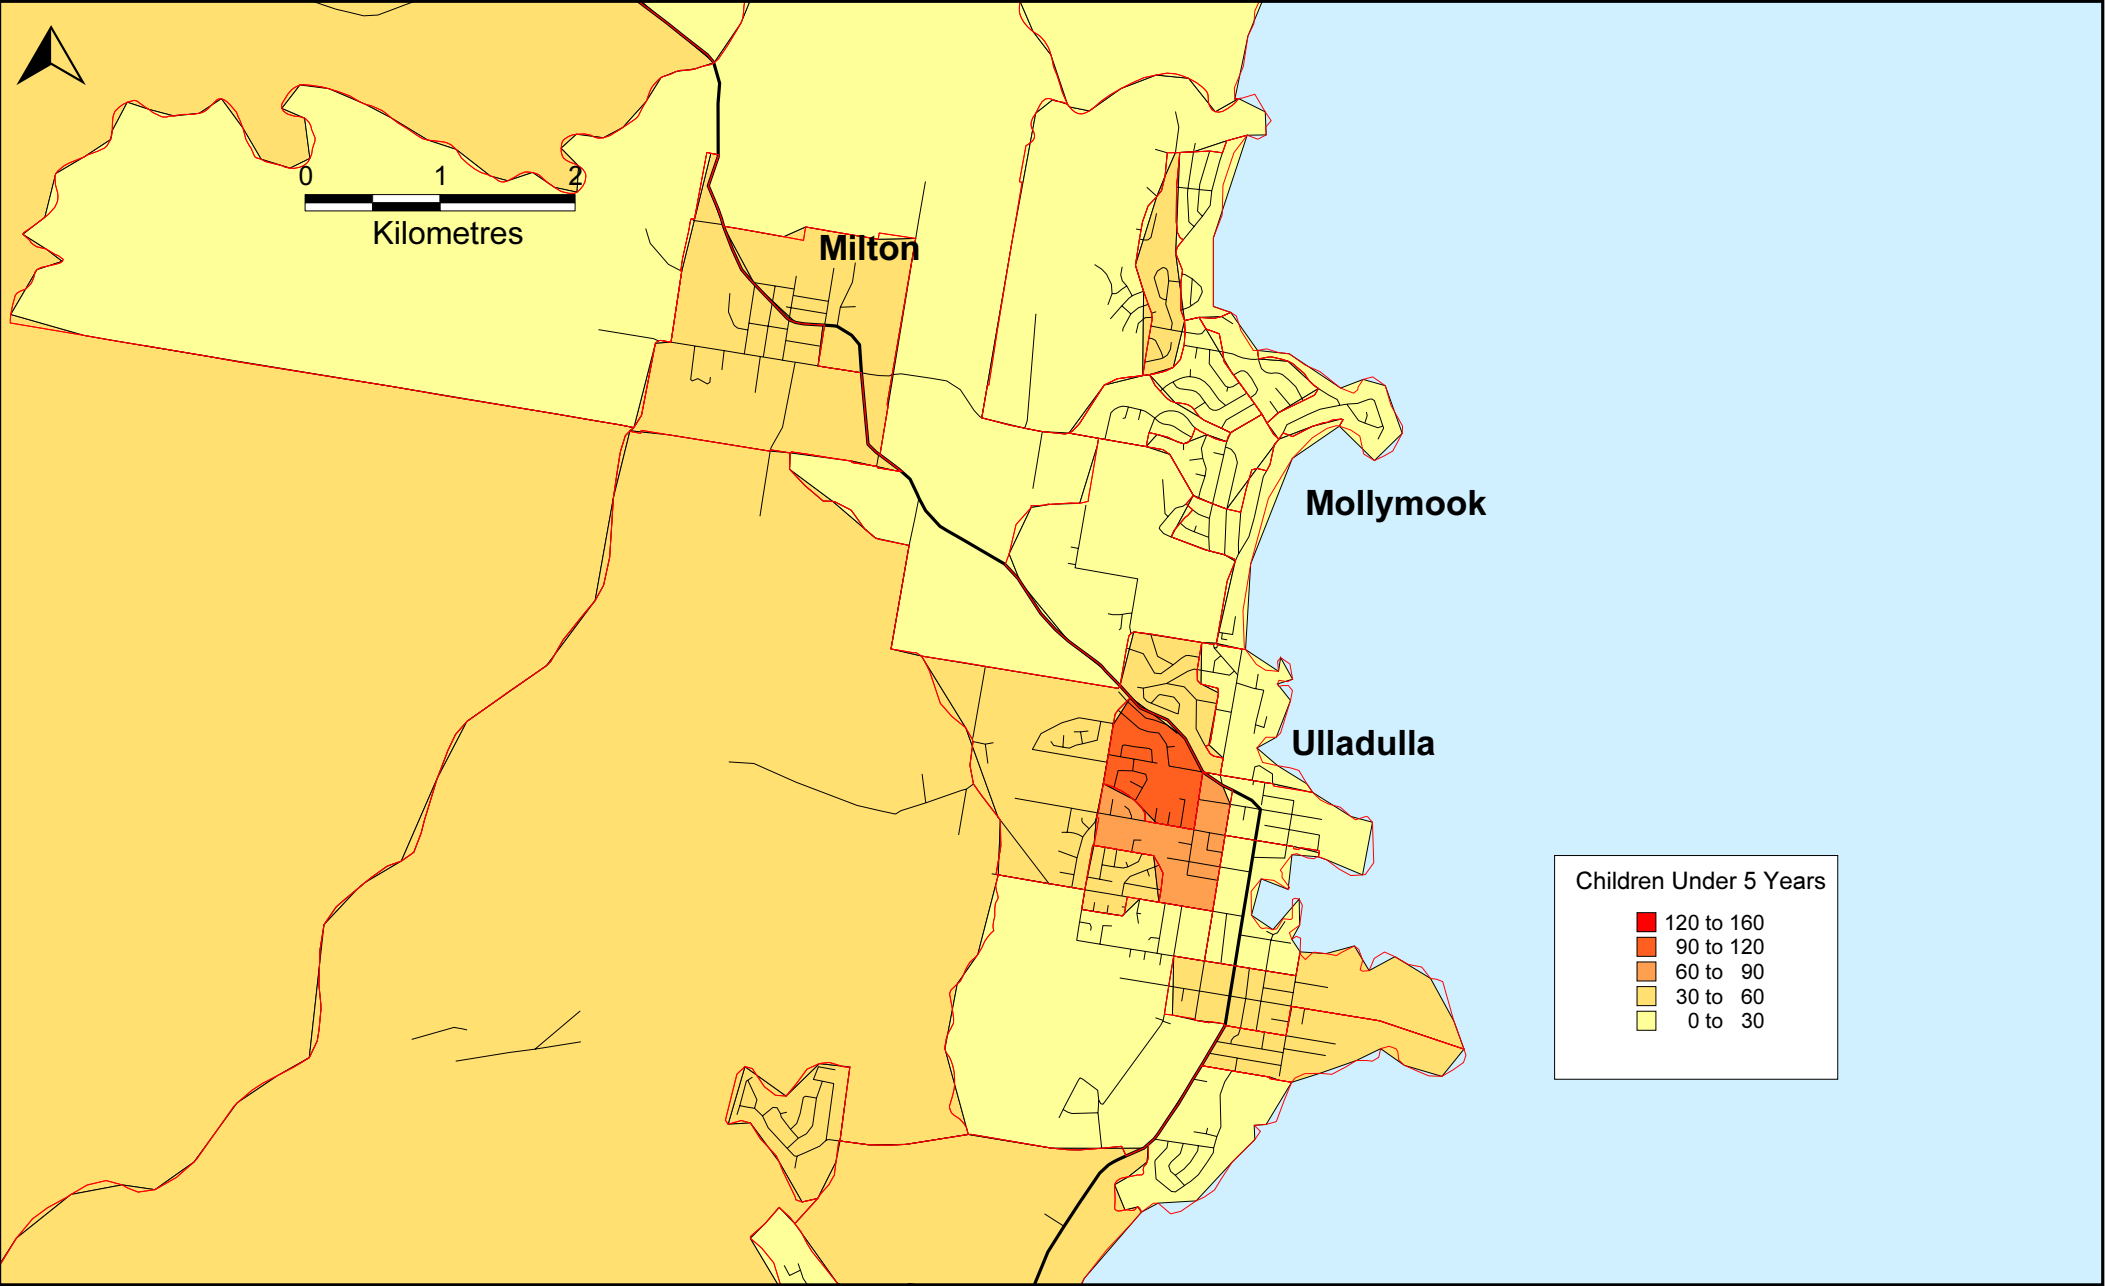 0 1 2
Kilometres
Milton
Mollymook
Ulladulla
Children Under 5 Years
120 to 160
90 to 120
60 to 90
30 to 60
0 to 30